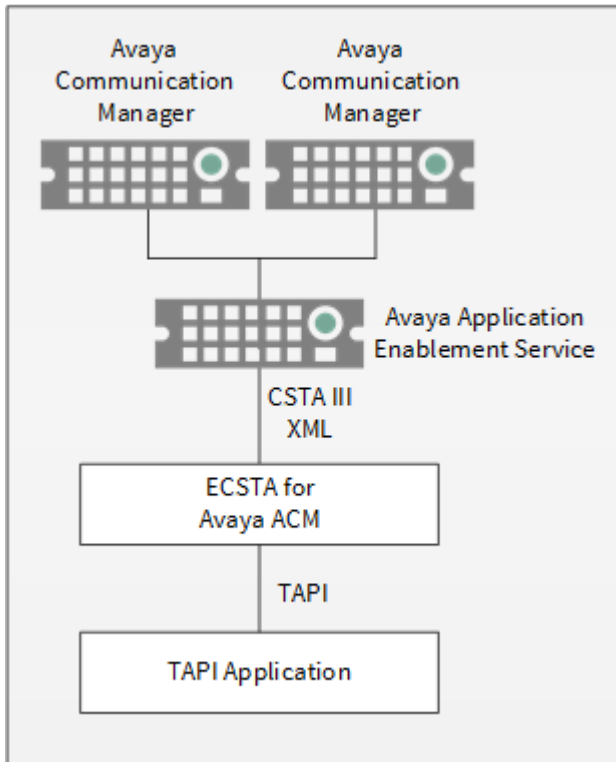 Avaya
Communication
Manager
Avaya
Communication
Manager
Avaya Application
Enablement Service
CSTA III
XML
ECSTA for
Avaya ACM
TAPI
TAPI Application